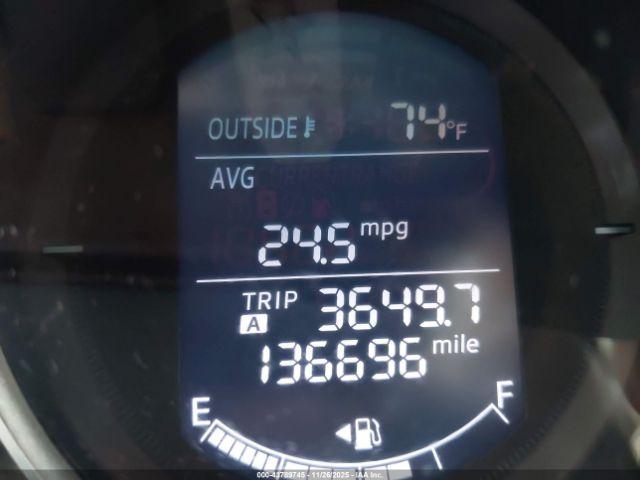 OUTSIDE 74°F
AVG
24.5 mpg
TRIP A 3649.7
136696 mile
E F
000-43789745 - 11/26/2025 - IAA Inc.